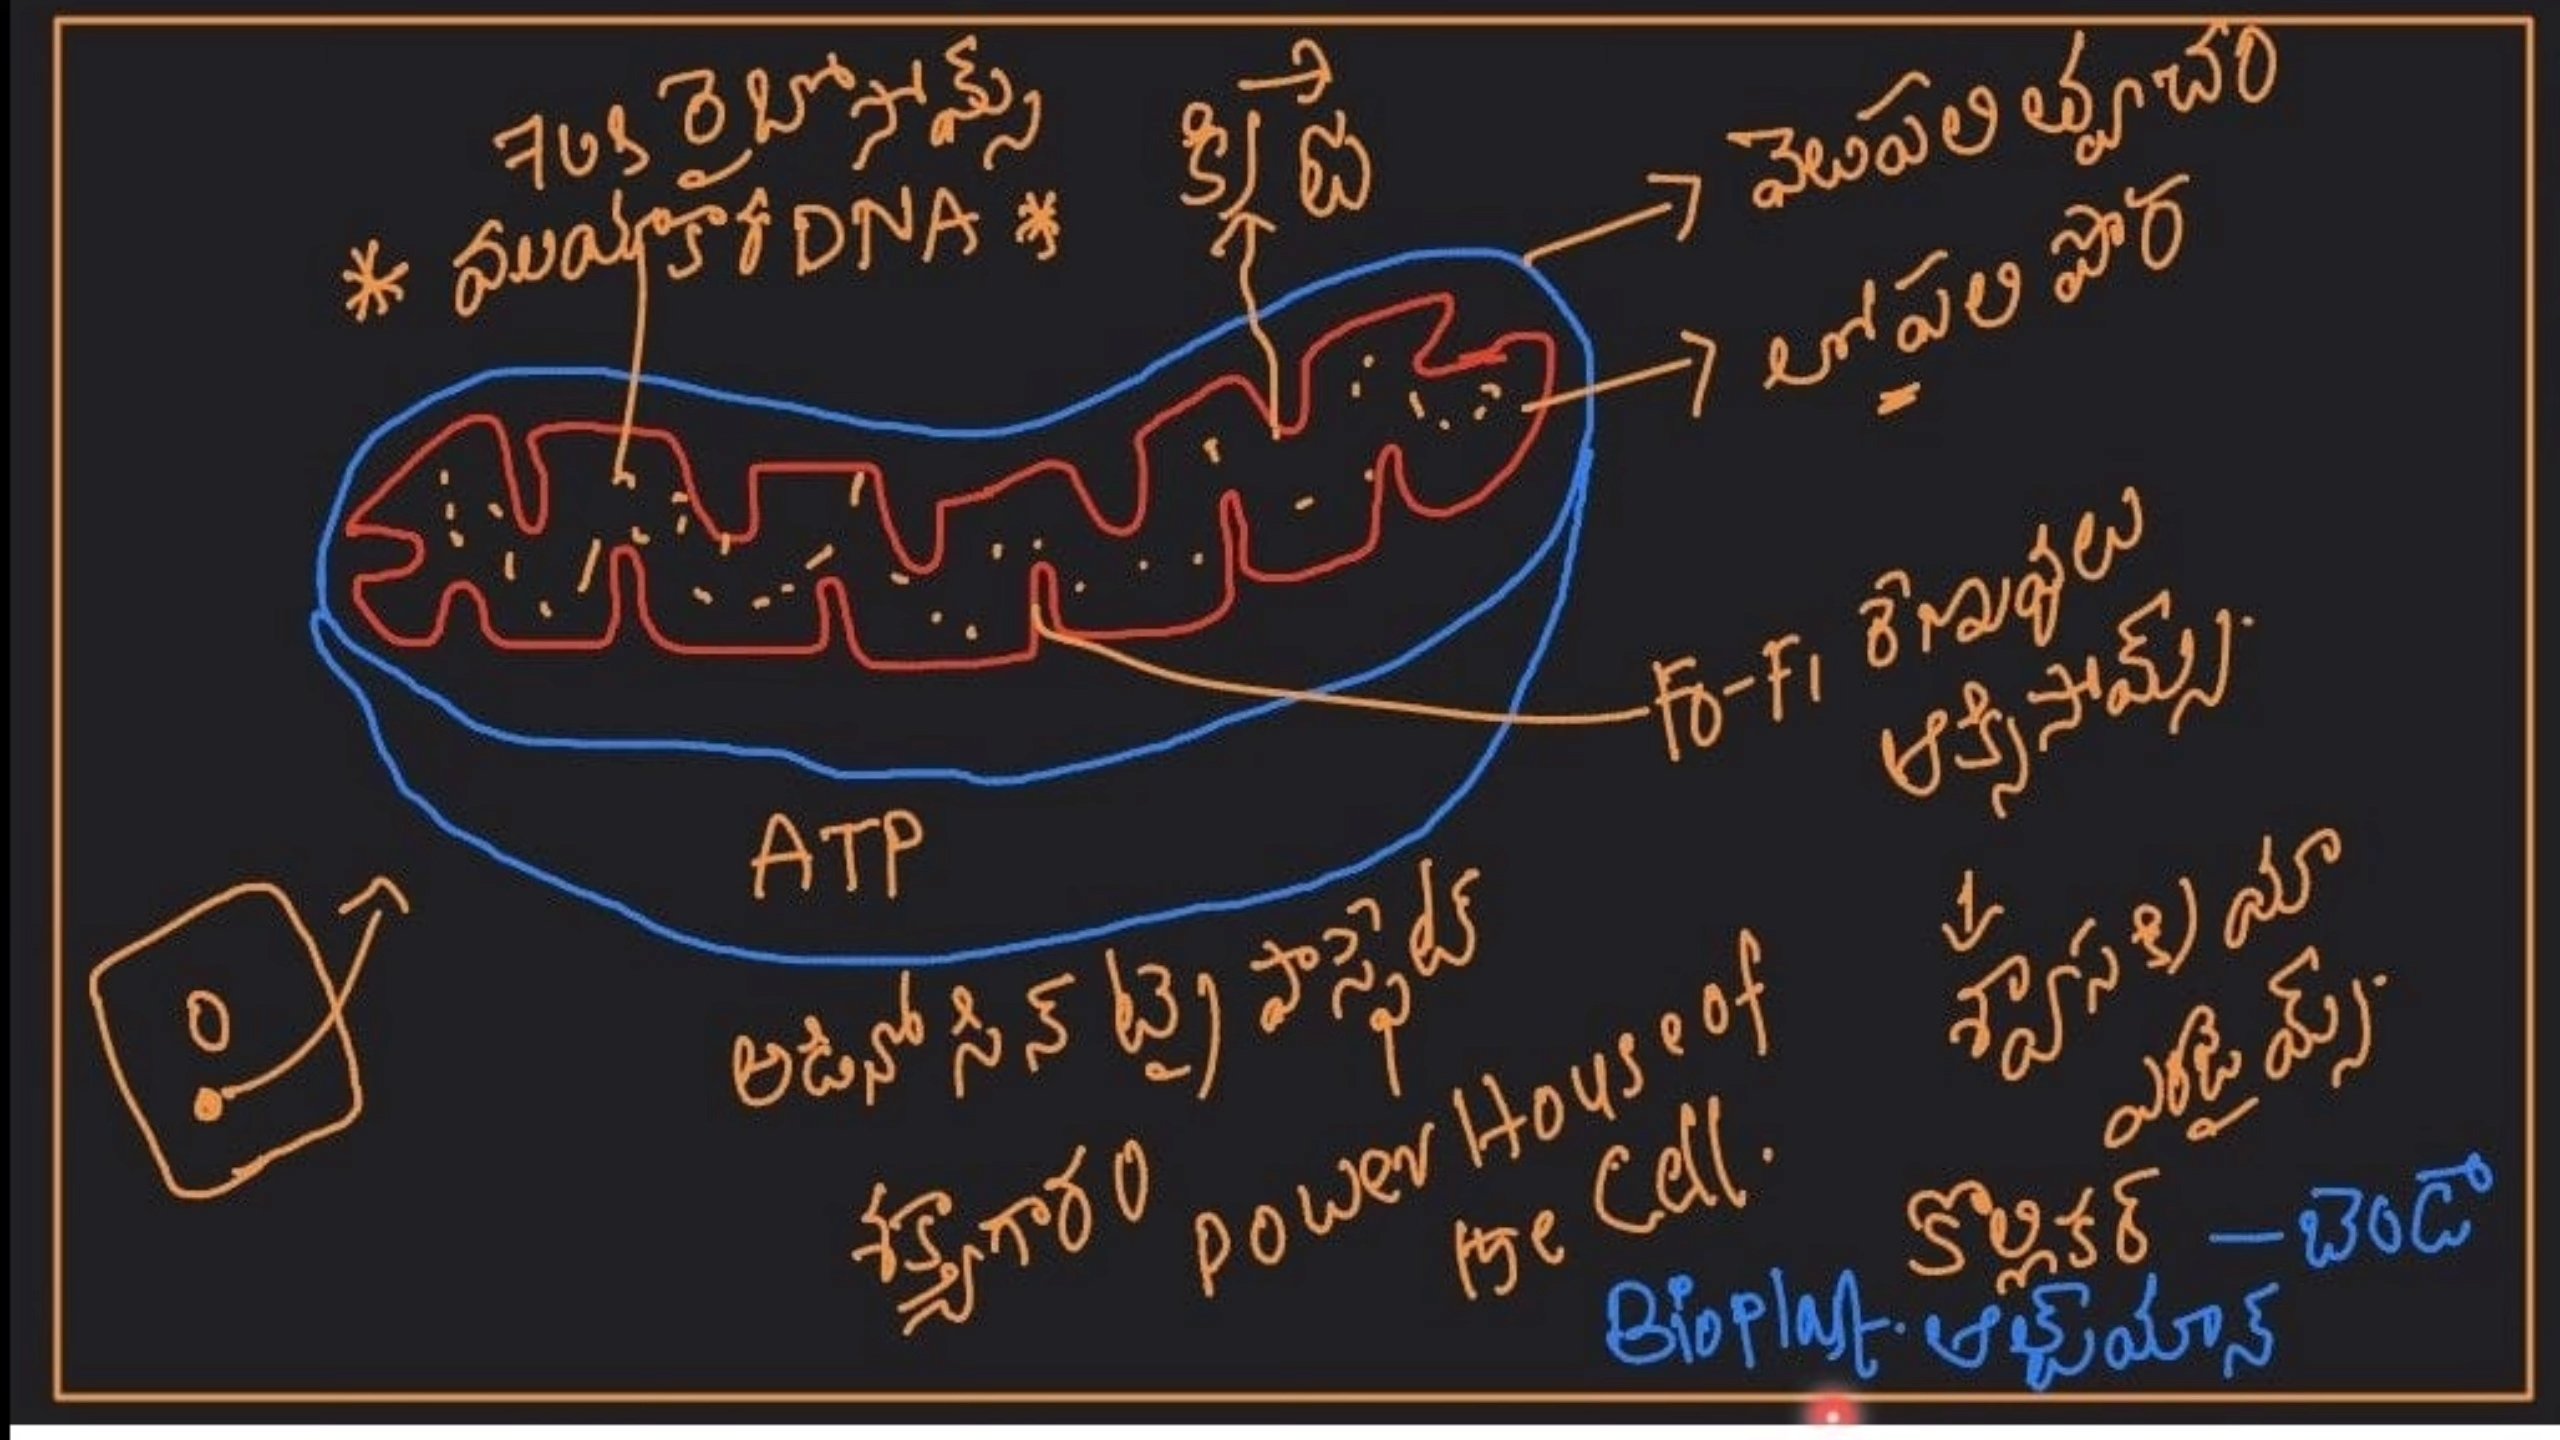 70s రైబోసోమ్స్
* వలయాకార DNA *
క్రిస్టే
వెలుపలి త్వచం
లోపలి పొర
F0-F1 రేణువులు
ఆక్సిసోమ్స్.
శ్వాసక్రియా
ఎంజైమ్స్.
ATP
అడినోసిన్ ట్రై ఫాస్ఫేట్
శక్త్యాగారం
Power House of
the Cell.
కొల్లికర్ - బెండా
Bioplast. ఆల్ట్‌మాన్